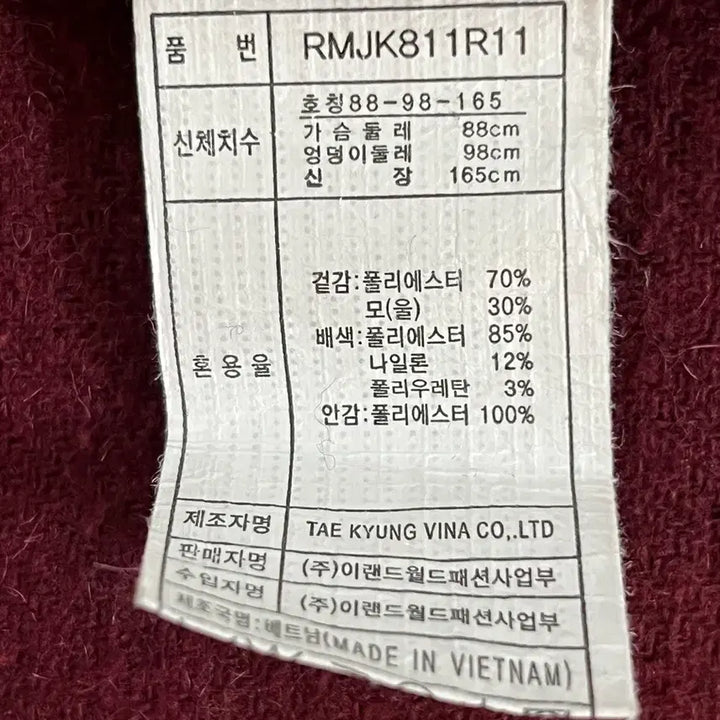 품 번 RMJK811R11
호칭88-98-165
신체치수
가 슴 둘 레 88cm
엉덩이둘레 98cm
신 장 165cm
혼 용 율
겉감:폴리에스터 70%
모(울) 30%
배색:폴리에스터 85%
나일론 12%
폴리우레탄 3%
안감:폴리에스터 100%
제조자명 TAE KYUNG VINA CO,.LTD
판매자명 (주)이랜드월드패션사업부
수입자명 (주)이랜드월드패션사업부
제조국명:베트남(MADE IN VIETNAM)